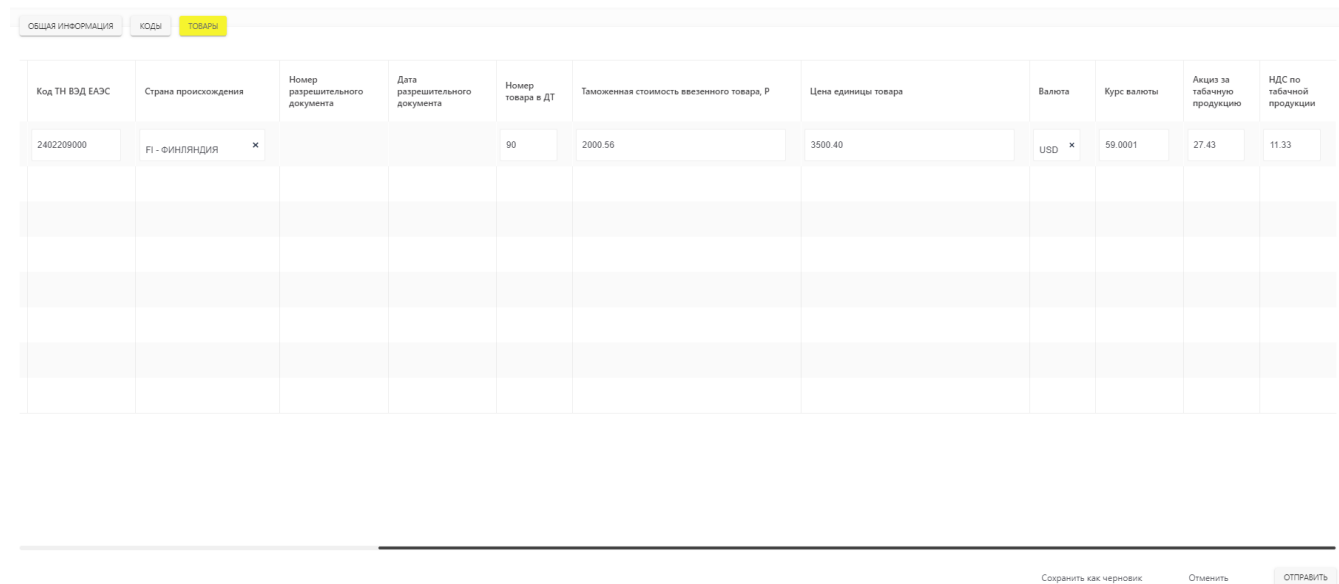 ОБЩАЯ ИНФОРМАЦИЯ КОДЫ ТОВАРЫ
Код ТН ВЭД ЕАЭС Страна происхождения Номер разрешительного документа Дата разрешительного документа Номер товара в ДТ Таможенная стоимость ввезенного товара, Р Цена единицы товара Валюта Курс валюты Акциз за табачную продукцию НДС по табачной продукции
2402209000 FI - ФИНЛЯНДИЯ × 90 2000.56 3500.40 USD × 59.0001 27.43 11.33
Сохранить как черновик Отменить ОТПРАВИТЬ